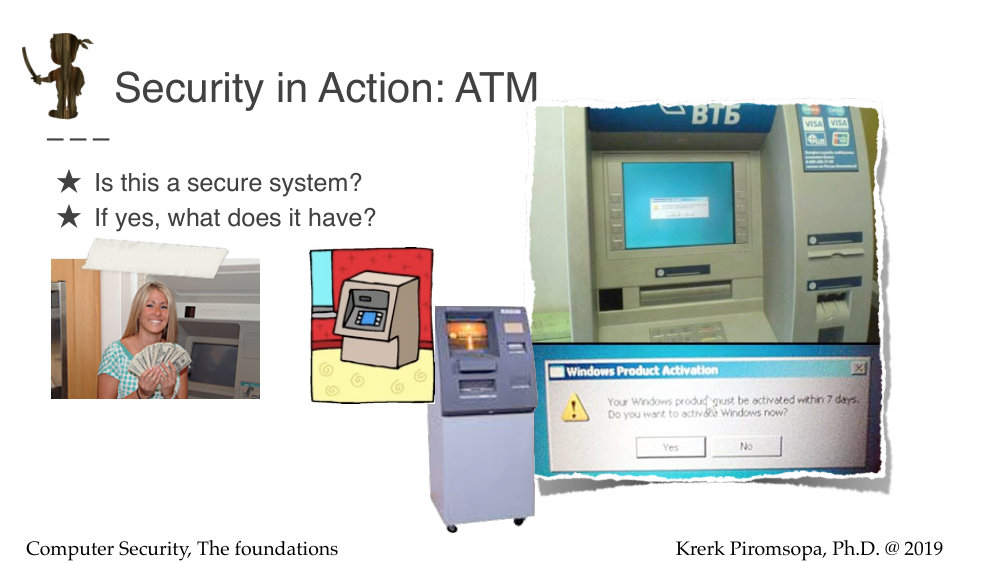 Security in Action: ATM
★ Is this a secure system?
★ If yes, what does it have?
ВТБ
VISA VISA
PLUS
Windows Product Activation
Your Windows product must be activated within 7 days.
Do you want to activate Windows now?
Yes No
Computer Security, The foundations
Krerk Piromsopa, Ph.D. @ 2019